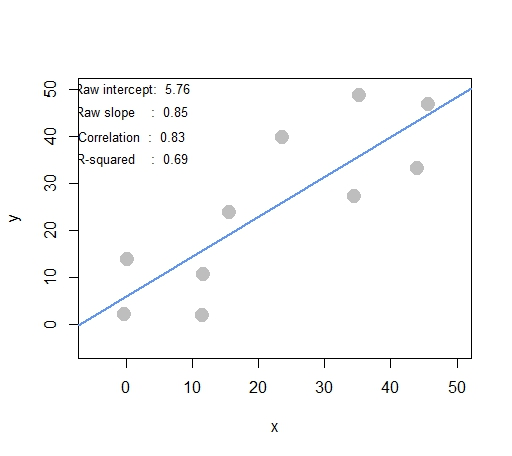 Raw intercept: 5.76
Raw slope : 0.85
Correlation : 0.83
R-squared : 0.69
50
40
30
20
10
0
y
0 10 20 30 40 50
x